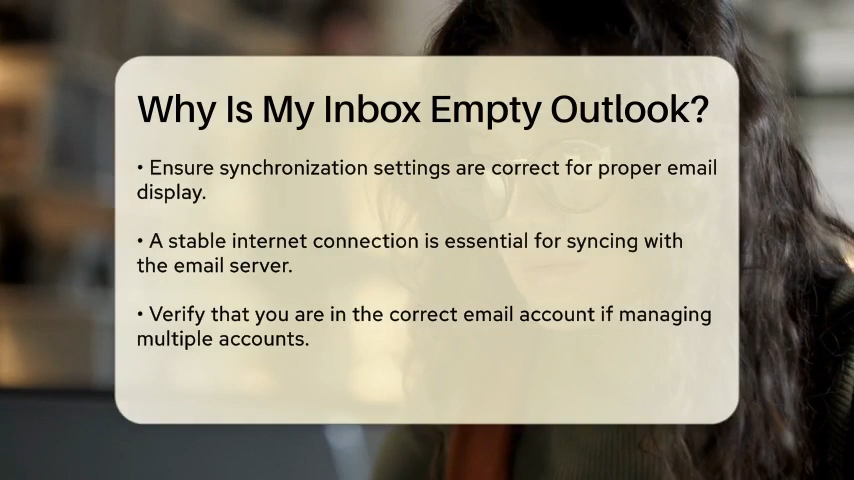 Why Is My Inbox Empty Outlook?
• Ensure synchronization settings are correct for proper email
display.
• A stable internet connection is essential for syncing with
the email server.
• Verify that you are in the correct email account if managing
multiple accounts.